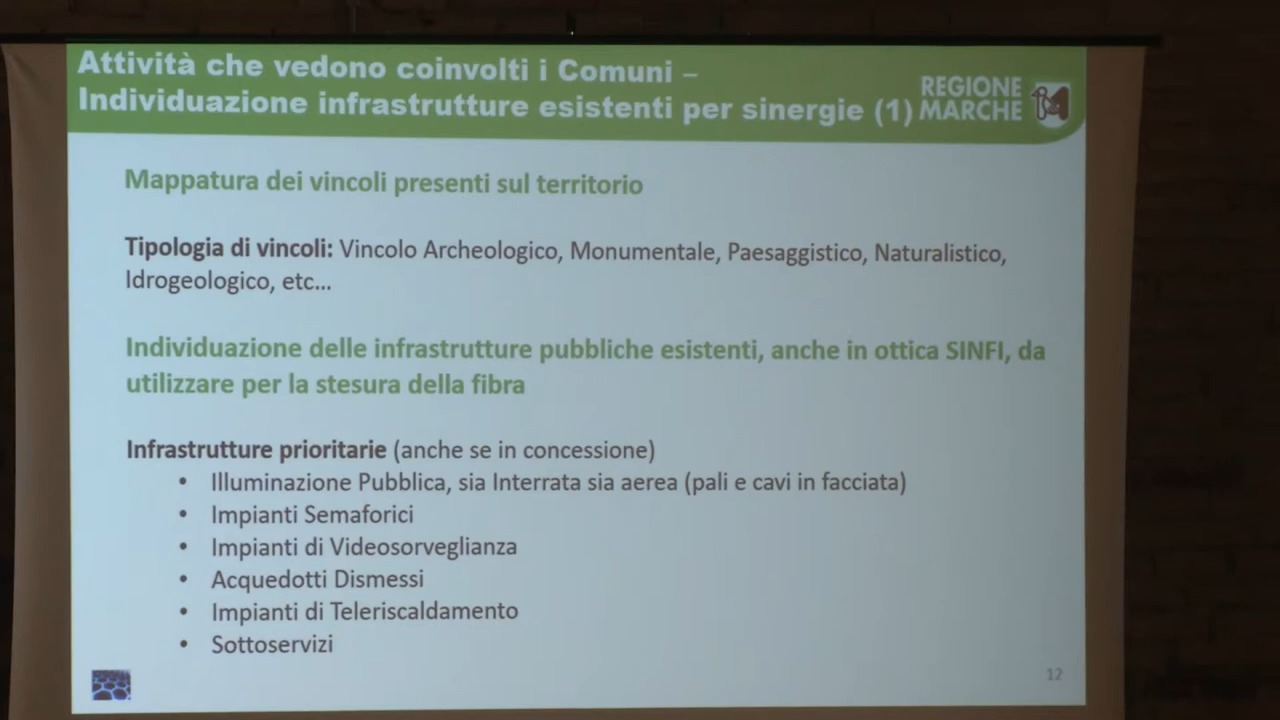 Attività che vedono coinvolti i Comuni –
Individuazione infrastrutture esistenti per sinergie (1)
REGIONE
MARCHE
Mappatura dei vincoli presenti sul territorio
Tipologia di vincoli: Vincolo Archeologico, Monumentale, Paesaggistico, Naturalistico,
Idrogeologico, etc...
Individuazione delle infrastrutture pubbliche esistenti, anche in ottica SINFI, da
utilizzare per la stesura della fibra
Infrastrutture prioritarie (anche se in concessione)
• Illuminazione Pubblica, sia Interrata sia aerea (pali e cavi in facciata)
• Impianti Semaforici
• Impianti di Videosorveglianza
• Acquedotti Dismessi
• Impianti di Teleriscaldamento
• Sottoservizi
12